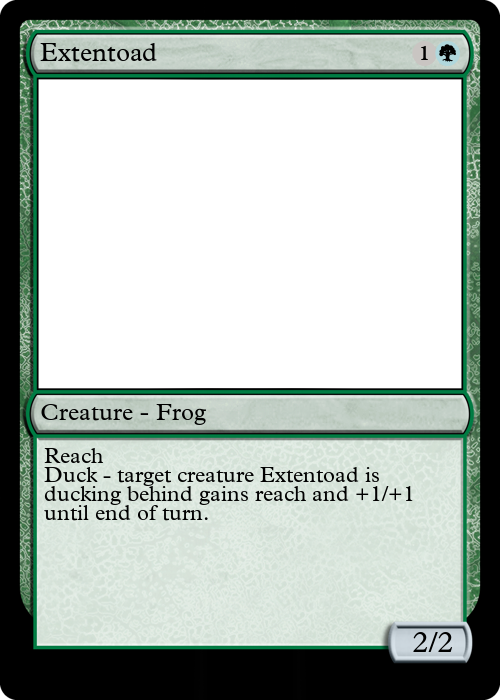 Extentoad 1
Creature - Frog
Reach
Duck - target creature Extentoad is
ducking behind gains reach and +1/+1
until end of turn.
2/2